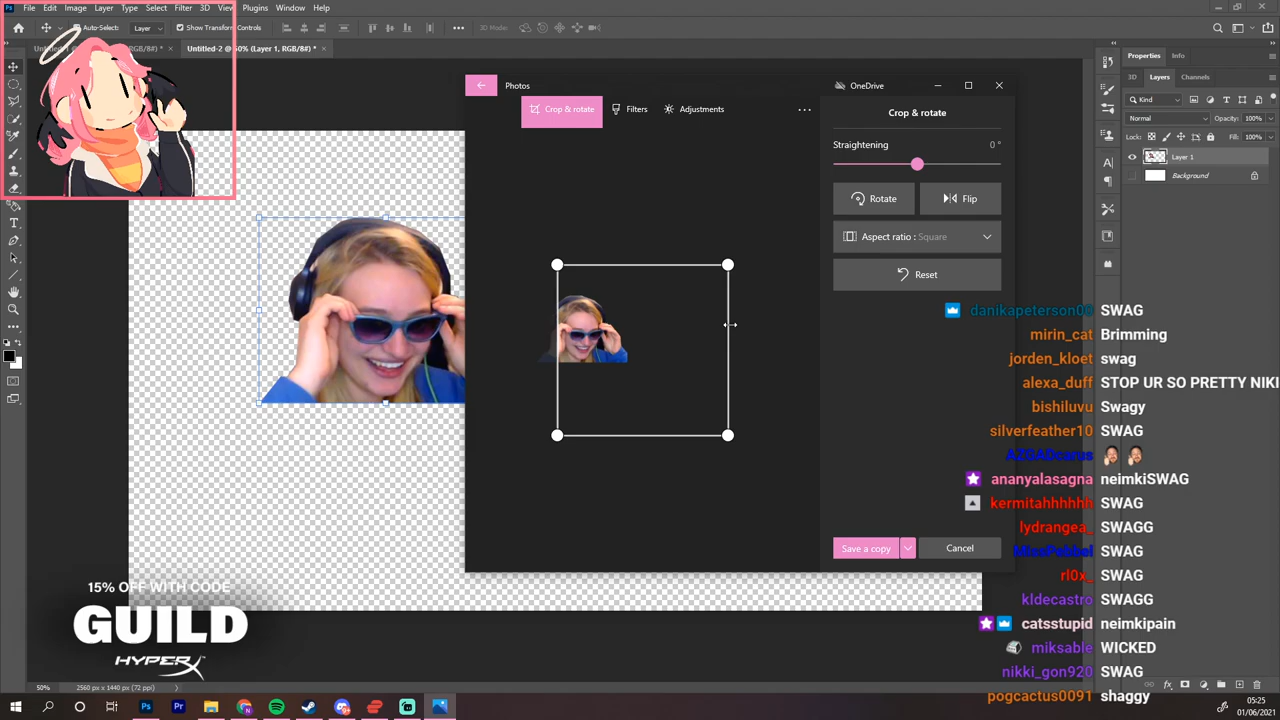 File Edit Image Layer Type Select Filter 3D View Plugins Window Help
Auto-Select: Layer Show Transform Controls 3D Mode:
Untitled-2 @ 50% (Layer 1, RGB/8#) *
Photos
OneDrive
Crop & rotate
Filters
Adjustments
Crop & rotate
Straightening 0 °
Rotate
Flip
Aspect ratio : Square
Reset
Save a copy
Cancel
Properties Info
3D Layers Channels
Kind
Normal Opacity: 100%
Lock: Fill: 100%
Layer 1
Background
danikapeterson00 SWAG
mirin_cat Brimming
jorden_kloet swag
alexa_duff STOP UR SO PRETTY NIKI
bishiluvu Swagy
silverfeather10 SWAG
AZGADcarus
ananyalasagna neimkiSWAG
kermitahhhhhh SWAG
lydrangea_ SWAGG
MissPebbel SWAG
rl0x_ SWAG
kldecastro SWAGG
catsstupid neimkipain
miksable WICKED
nikki_gon920 SWAG
pogcactus0091 shaggy
15% OFF WITH CODE
GUILD
HYPERX
50% 2560 px x 1440 px (72 ppi)
05:25
01/06/2021